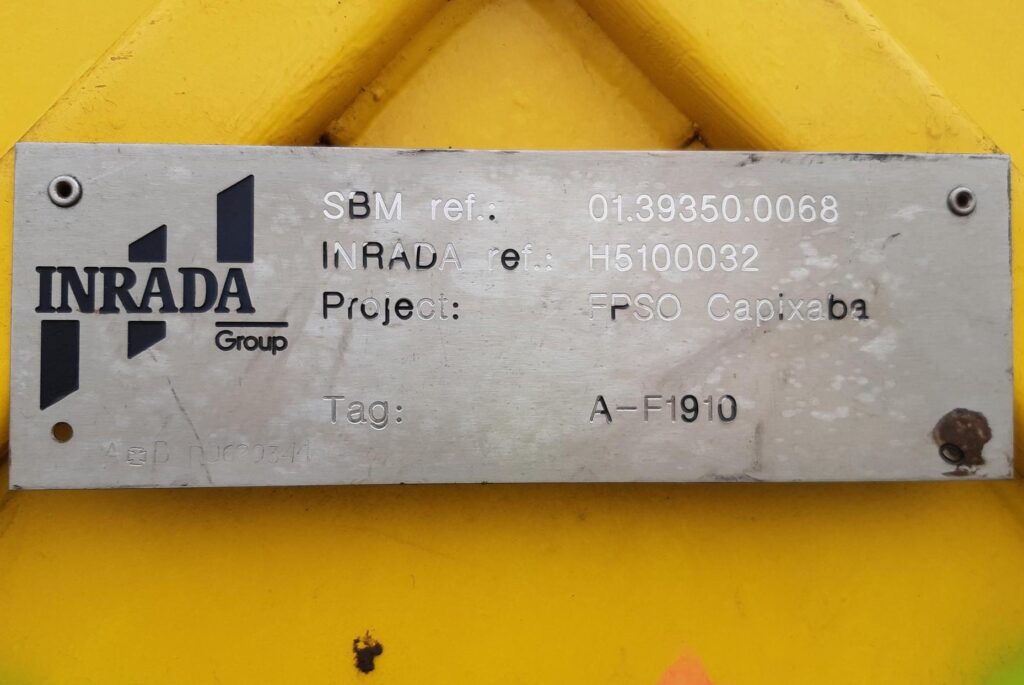 INRADA
Group
SBM ref.: 01.39350.0068
INRADA ref.: H5100032
Project: FPSO Capixaba
Tag: A-F1910